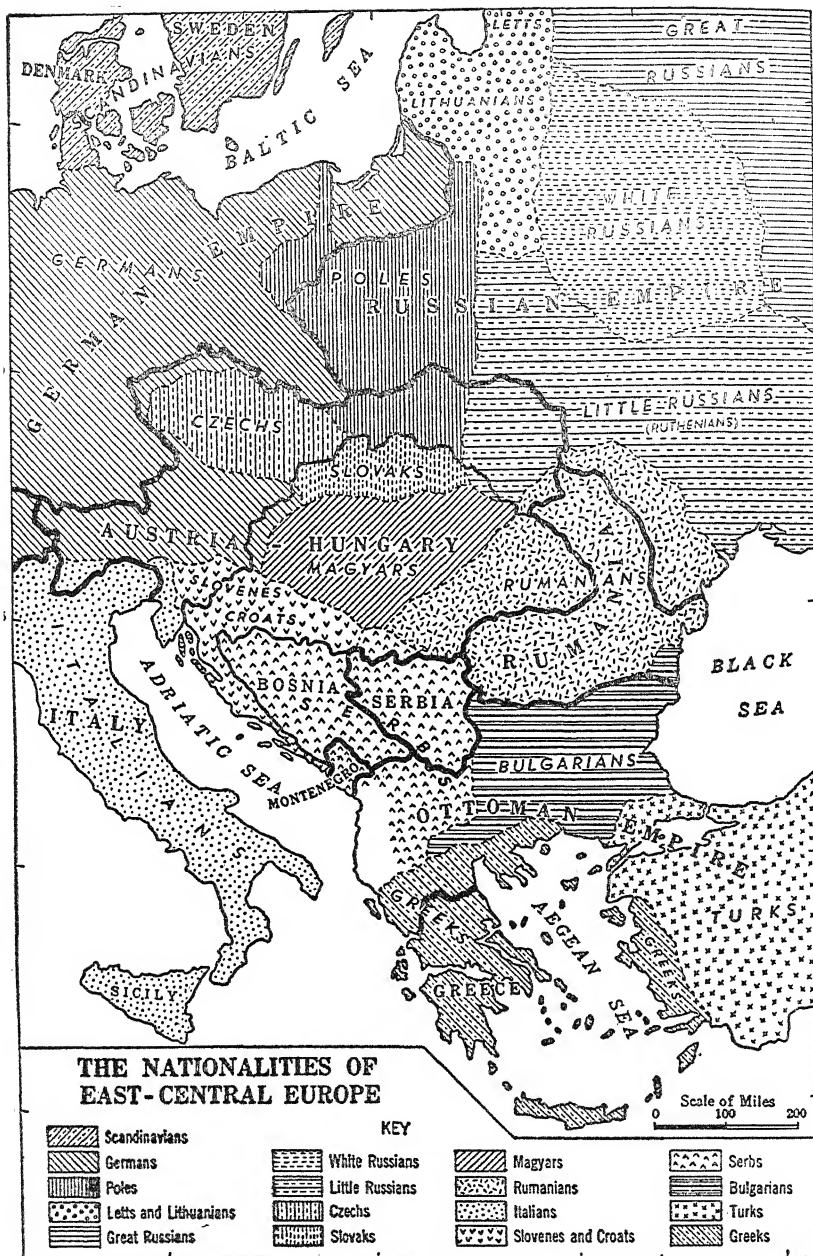 SWEDEN
LETTS
GREAT
RUSSIANS
DENMARK
SCANDINAVIANS
LITHUANIANS
BALTIC SEA
WHITE
RUSSIANS
GERMAN EMPIRE
GERMANS
POLES
RUSSIAN EMPIRE
CZECHS
LITTLE RUSSIANS
(RUTHENIANS)
SLOVAKS
AUSTRIA-HUNGARY
MAGYARS
RUMANIANS
RUMANIA
SLOVENES
CROATS
ITALIANS
ITALY
ADRIATIC SEA
BOSNIA
SERBIA
SERBS
BLACK
SEA
MONTENEGRO
BULGARIANS
OTTOMAN EMPIRE
TURKS
GREEKS
GREECE
AEGEAN SEA
GREEKS
SICILY
THE NATIONALITIES OF
EAST-CENTRAL EUROPE
Scale of Miles
0 100 200
KEY
Scandinavians
Germans
Poles
Letts and Lithuanians
Great Russians
White Russians
Little Russians
Czechs
Slovaks
Magyars
Rumanians
Italians
Slovenes and Croats
Serbs
Bulgarians
Turks
Greeks